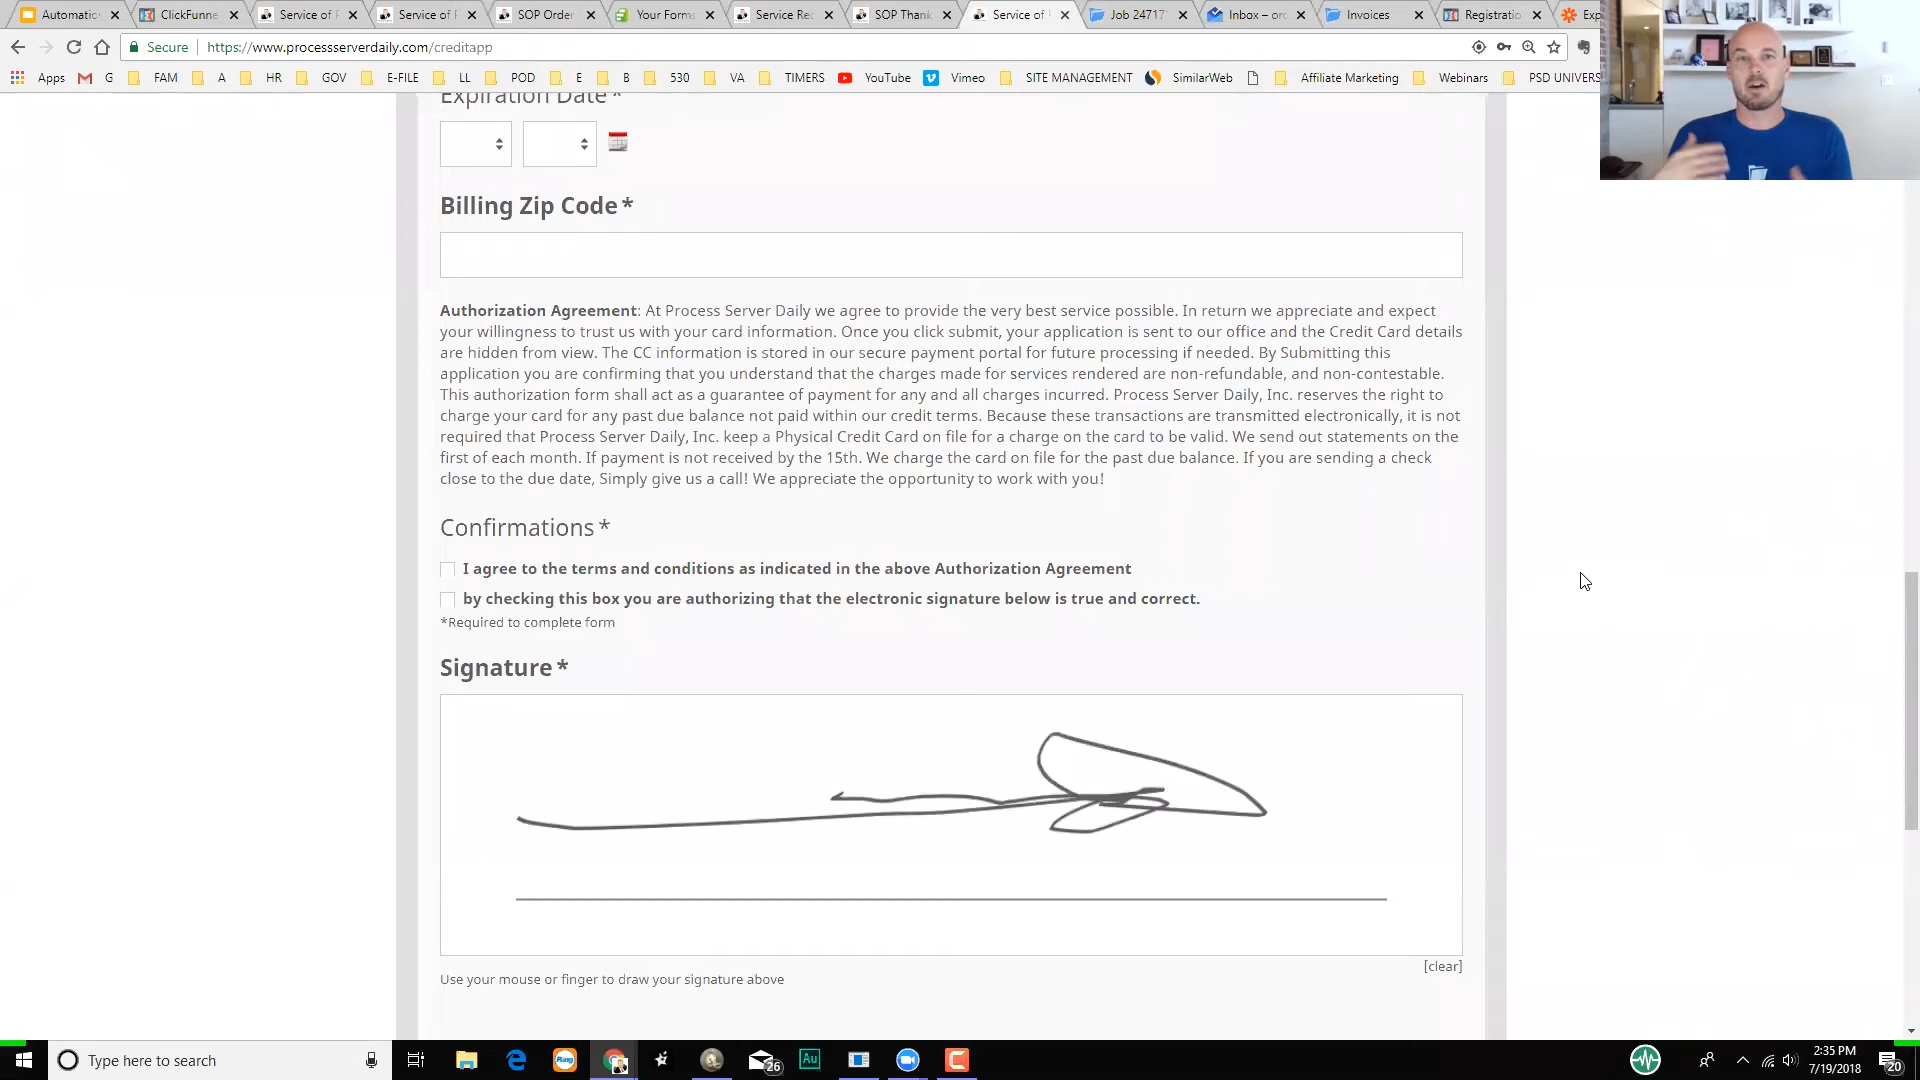 Automatic
ClickFunne
Service of F
Service of F
SOP Order
Your Forms
Service Rec
SOP Thank
Service of
Job 24717
Inbox – orc
Invoices
Registratio
Exp
Secure
https://www.processserverdaily.com/creditapp
Apps
G
FAM
A
HR
GOV
E-FILE
LL
POD
E
B
530
VA
TIMERS
YouTube
Vimeo
SITE MANAGEMENT
SimilarWeb
Affiliate Marketing
Webinars
PSD UNIVERS
Expiration Date *
Billing Zip Code *
Authorization Agreement: At Process Server Daily we agree to provide the very best service possible. In return we appreciate and expect
your willingness to trust us with your card information. Once you click submit, your application is sent to our office and the Credit Card details
are hidden from view. The CC information is stored in our secure payment portal for future processing if needed. By Submitting this
application you are confirming that you understand that the charges made for services rendered are non-refundable, and non-contestable.
This authorization form shall act as a guarantee of payment for any and all charges incurred. Process Server Daily, Inc. reserves the right to
charge your card for any past due balance not paid within our credit terms. Because these transactions are transmitted electronically, it is not
required that Process Server Daily, Inc. keep a Physical Credit Card on file for a charge on the card to be valid. We send out statements on the
first of each month. If payment is not received by the 15th. We charge the card on file for the past due balance. If you are sending a check
close to the due date, Simply give us a call! We appreciate the opportunity to work with you!
Confirmations *
I agree to the terms and conditions as indicated in the above Authorization Agreement
by checking this box you are authorizing that the electronic signature below is true and correct.
*Required to complete form
Signature *
[clear]
Use your mouse or finger to draw your signature above
Type here to search
Ring
26
Au
2:35 PM
7/19/2018
20